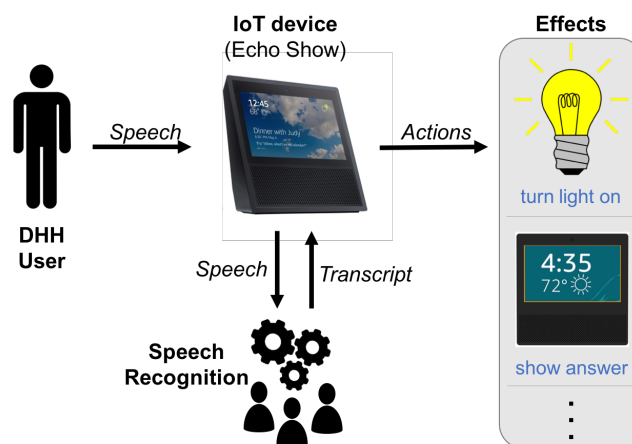 IoT device
(Echo Show)
Effects
12:45
Dinner with Judy
Speech
Actions
turn light on
DHH
User
4:35
72°
Speech
Transcript
Speech
Recognition
show answer